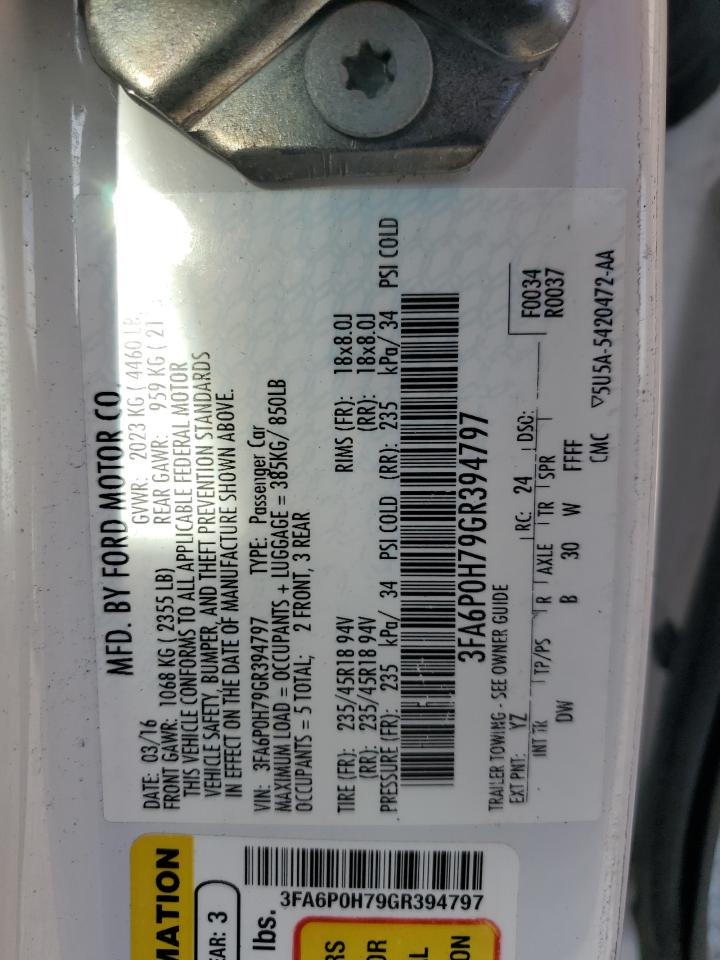 MFD. BY FORD MOTOR CO.
DATE: 03/16 GVWR: 2023 KG ( 4460 LB
FRONT GAWR: 1068 KG ( 2355 LB) REAR GAWR: 959 KG ( 21
THIS VEHICLE CONFORMS TO ALL APPLICABLE FEDERAL MOTOR
VEHICLE SAFETY, BUMPER, AND THEFT PREVENTION STANDARDS
IN EFFECT ON THE DATE OF MANUFACTURE SHOWN ABOVE.
VIN: 3FA6P0H79GR394797 TYPE: Passenger Car
MAXIMUM LOAD = OCCUPANTS + LUGGAGE = 385KG/ 850LB
OCCUPANTS = 5 TOTAL; 2 FRONT, 3 REAR
TIRE (FR): 235/45R18 94V RIMS (FR): 18x8.0J
(RR): 235/45R18 94V (RR): 18x8.0J
PRESSURE (FR): 235 kPa/ 34 PSI COLD (RR): 235 kPa/ 34 PSI COLD
3FA6P0H79GR394797
TRAILER TOWING - SEE OWNER GUIDE F0034
EXT PNT: YZ RC: 24 DSO: R0037
INT TR TP/PS R AXLE TR SPR
DW B 30 W FFFF
CMC ▽5U5A-5420472-AA
MATION
EAR: 3
lbs.
3FA6P0H79GR394797
RS
OR
L
ON